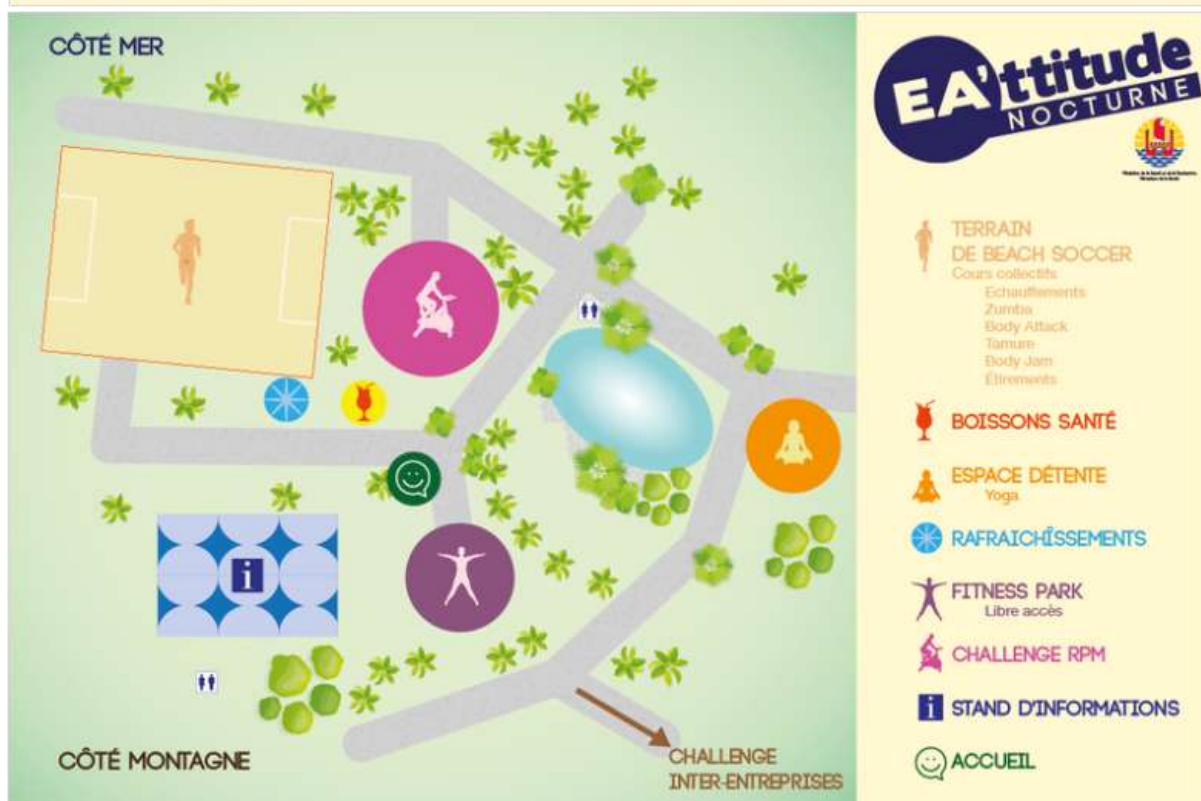 CÔTÉ MER
CÔTÉ MONTAGNE
CHALLENGE
INTER-ENTREPRISES
EA'ttitude
NOCTURNE
TERRAIN
DE BEACH SOCCER
Cours collectifs
Echauffements
Zumba
Body Attack
Tamure
Body Jam
Étirements
BOISSONS SANTÉ
ESPACE DÉTENTE
Yoga
RAFRAICHÎSSEMENTS
FITNESS PARK
Libre accès
CHALLENGE RPM
i STAND D'INFORMATIONS
ACCUEIL
i